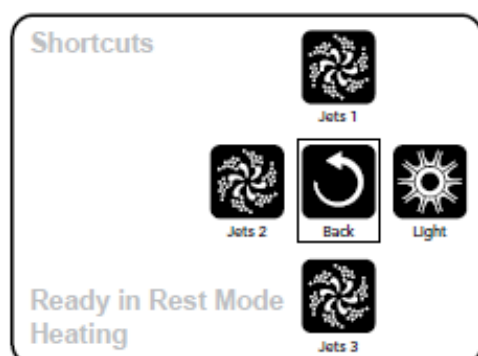 Shortcuts
Jets 1
Jets 2
Back
Light
Ready in Rest Mode
Heating
Jets 3